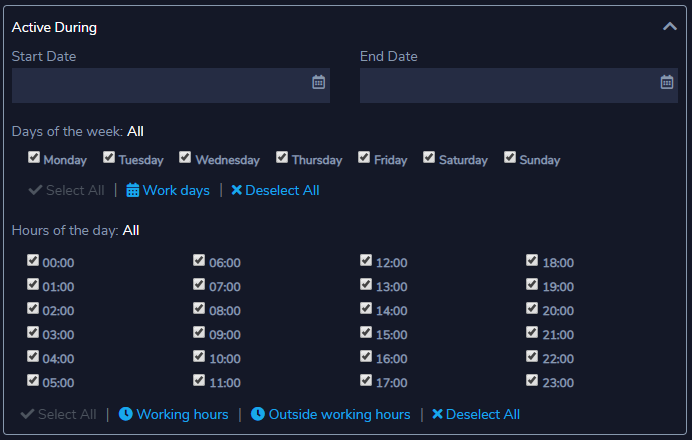 Active During
Start Date End Date
Days of the week: All
Monday Tuesday Wednesday Thursday Friday Saturday Sunday
Select All | Work days | Deselect All
Hours of the day: All
00:00 06:00 12:00 18:00
01:00 07:00 13:00 19:00
02:00 08:00 14:00 20:00
03:00 09:00 15:00 21:00
04:00 10:00 16:00 22:00
05:00 11:00 17:00 23:00
Select All | Working hours | Outside working hours | Deselect All